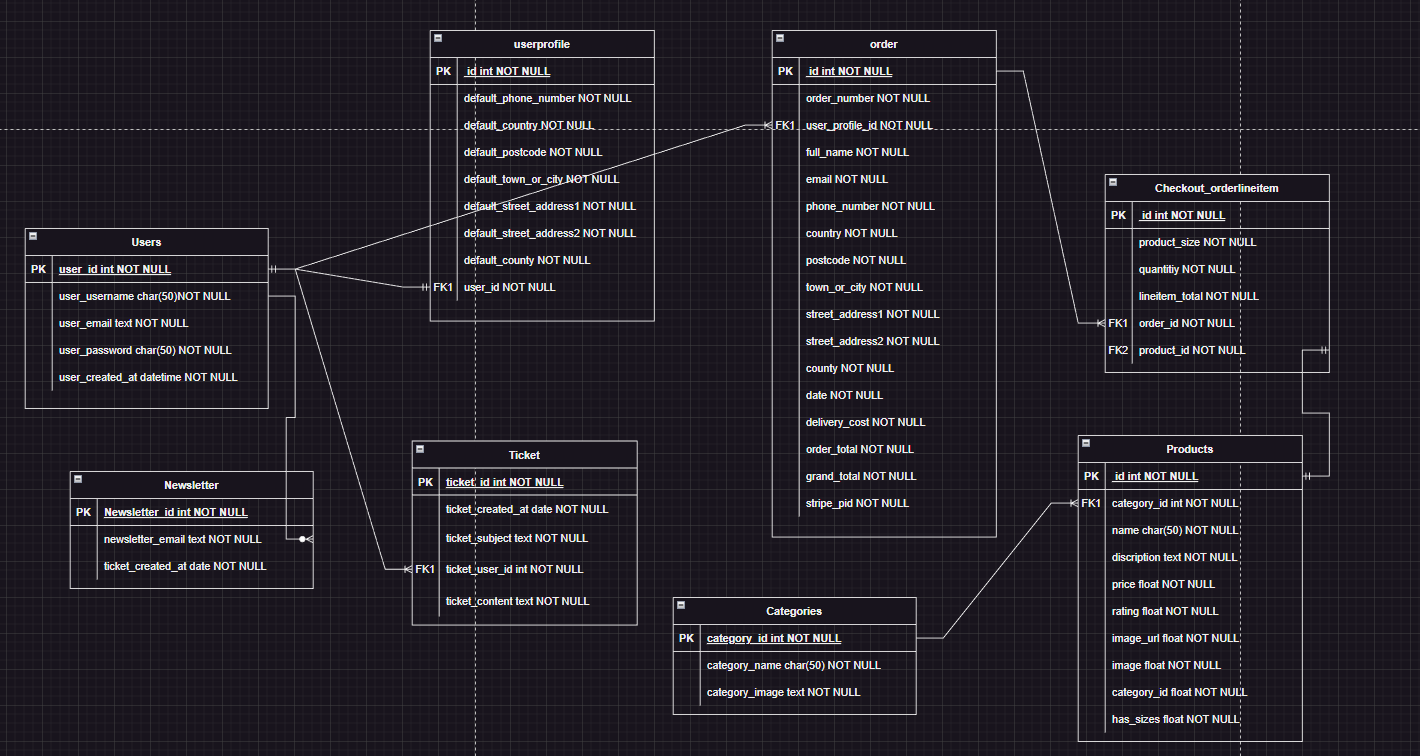 userprofile
PK id int NOT NULL
default_phone_number NOT NULL
default_country NOT NULL
default_postcode NOT NULL
default_town_or_city NOT NULL
default_street_address1 NOT NULL
default_street_address2 NOT NULL
default_county NOT NULL
FK1 user_id NOT NULL
order
PK id int NOT NULL
order_number NOT NULL
FK1 user_profile_id NOT NULL
full_name NOT NULL
email NOT NULL
phone_number NOT NULL
country NOT NULL
postcode NOT NULL
town_or_city NOT NULL
street_address1 NOT NULL
street_address2 NOT NULL
county NOT NULL
date NOT NULL
delivery_cost NOT NULL
order_total NOT NULL
grand_total NOT NULL
stripe_pid NOT NULL
Checkout_orderlineitem
PK id int NOT NULL
product_size NOT NULL
quantitiy NOT NULL
lineitem_total NOT NULL
FK1 order_id NOT NULL
FK2 product_id NOT NULL
Users
PK user_id int NOT NULL
user_username char(50)NOT NULL
user_email text NOT NULL
user_password char(50) NOT NULL
user_created_at datetime NOT NULL
Newsletter
PK Newsletter_id int NOT NULL
newsletter_email text NOT NULL
ticket_created_at date NOT NULL
Ticket
PK ticket_id int NOT NULL
ticket_created_at date NOT NULL
ticket_subject text NOT NULL
FK1 ticket_user_id int NOT NULL
ticket_content text NOT NULL
Categories
PK category_id int NOT NULL
category_name char(50) NOT NULL
category_image text NOT NULL
Products
PK id int NOT NULL
FK1 category_id int NOT NULL
name char(50) NOT NULL
discription text NOT NULL
price float NOT NULL
rating float NOT NULL
image_url float NOT NULL
image float NOT NULL
category_id float NOT NULL
has_sizes float NOT NULL